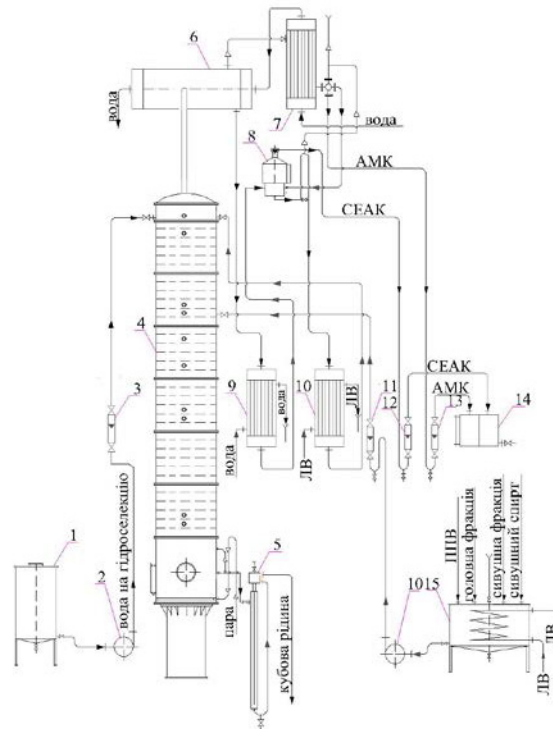 6
7
вода
вода
8
АМК
СЕАК
4
3
9
10
11
12
13
14
СЕАК
АМК
вода
вода
ЛВ
ЛВ
1
2
вода на гідроселекцію
5
пара
кубова рідина
ППВ
головна фракція
сивушна фракція
сивушний спирт
1015
ЛВ
ЛВ